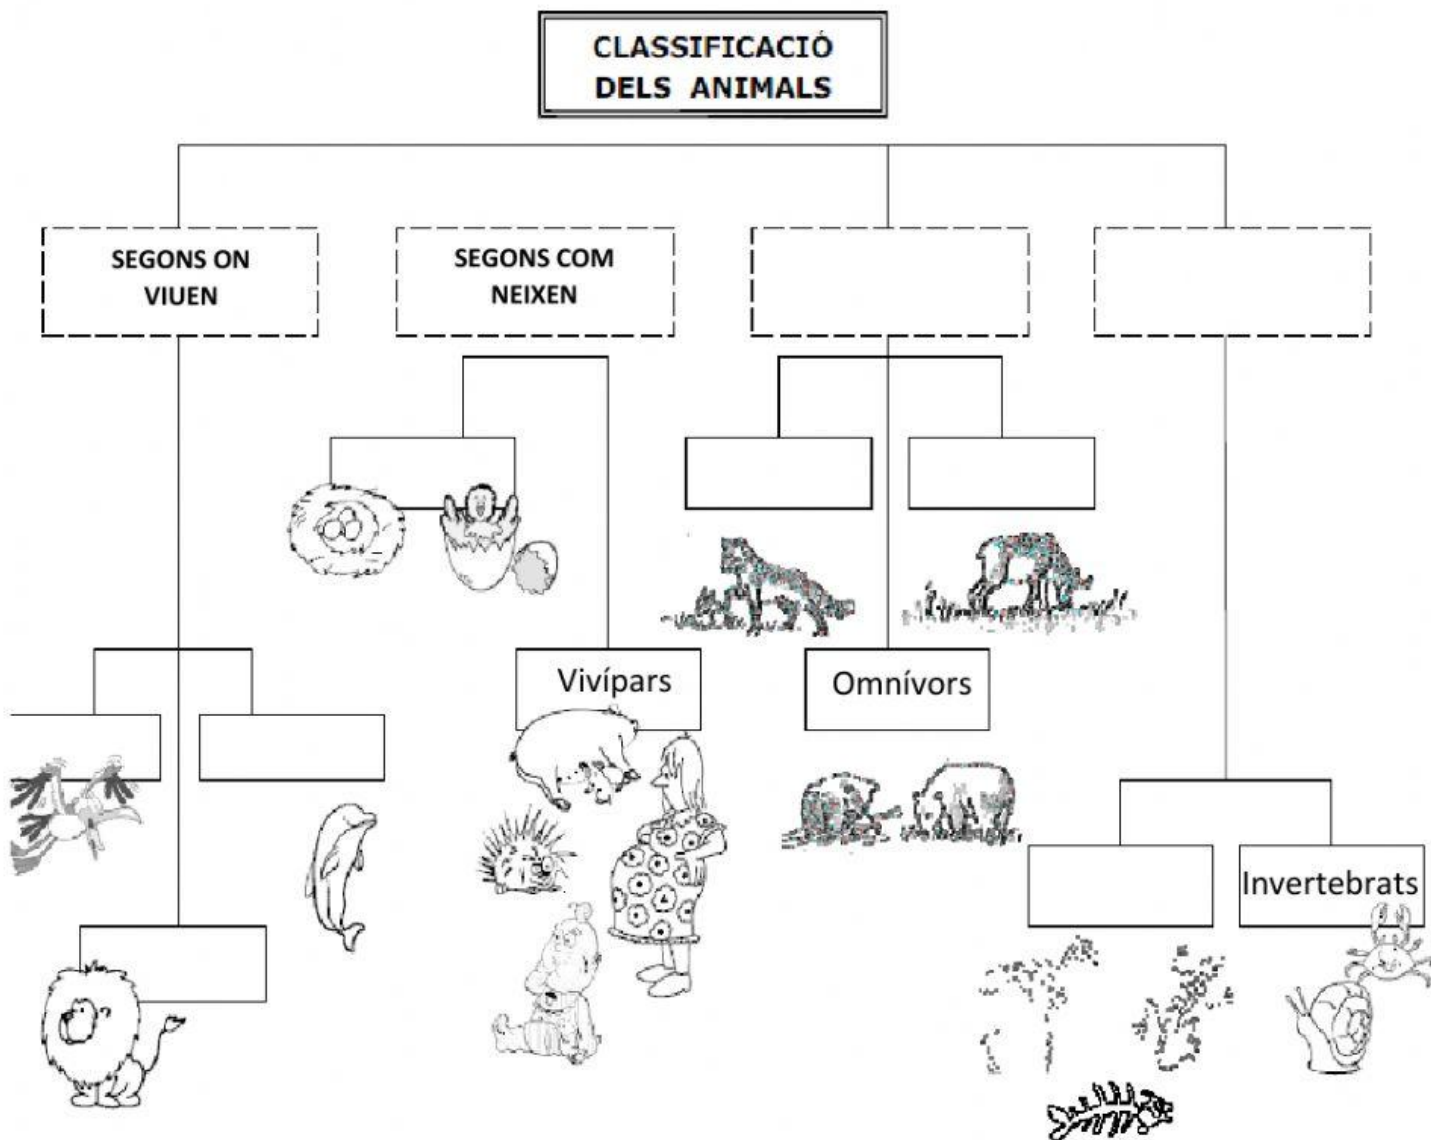 CLASSIFICACIÓ
DELS ANIMALS
SEGONS ON
VIUEN
SEGONS COM
NEIXEN
Vivípars
Omnívors
Invertebrats